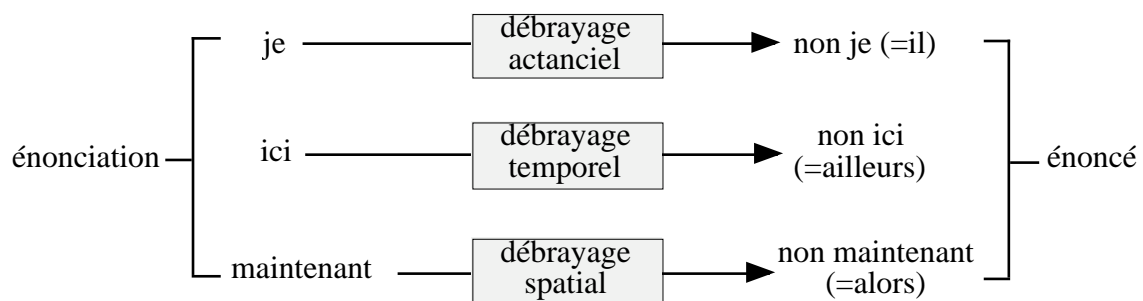 je
débrayage
actanciel
non je (=il)
énonciation
ici
débrayage
temporel
non ici
(=ailleurs)
énoncé
maintenant
débrayage
spatial
non maintenant
(=alors)